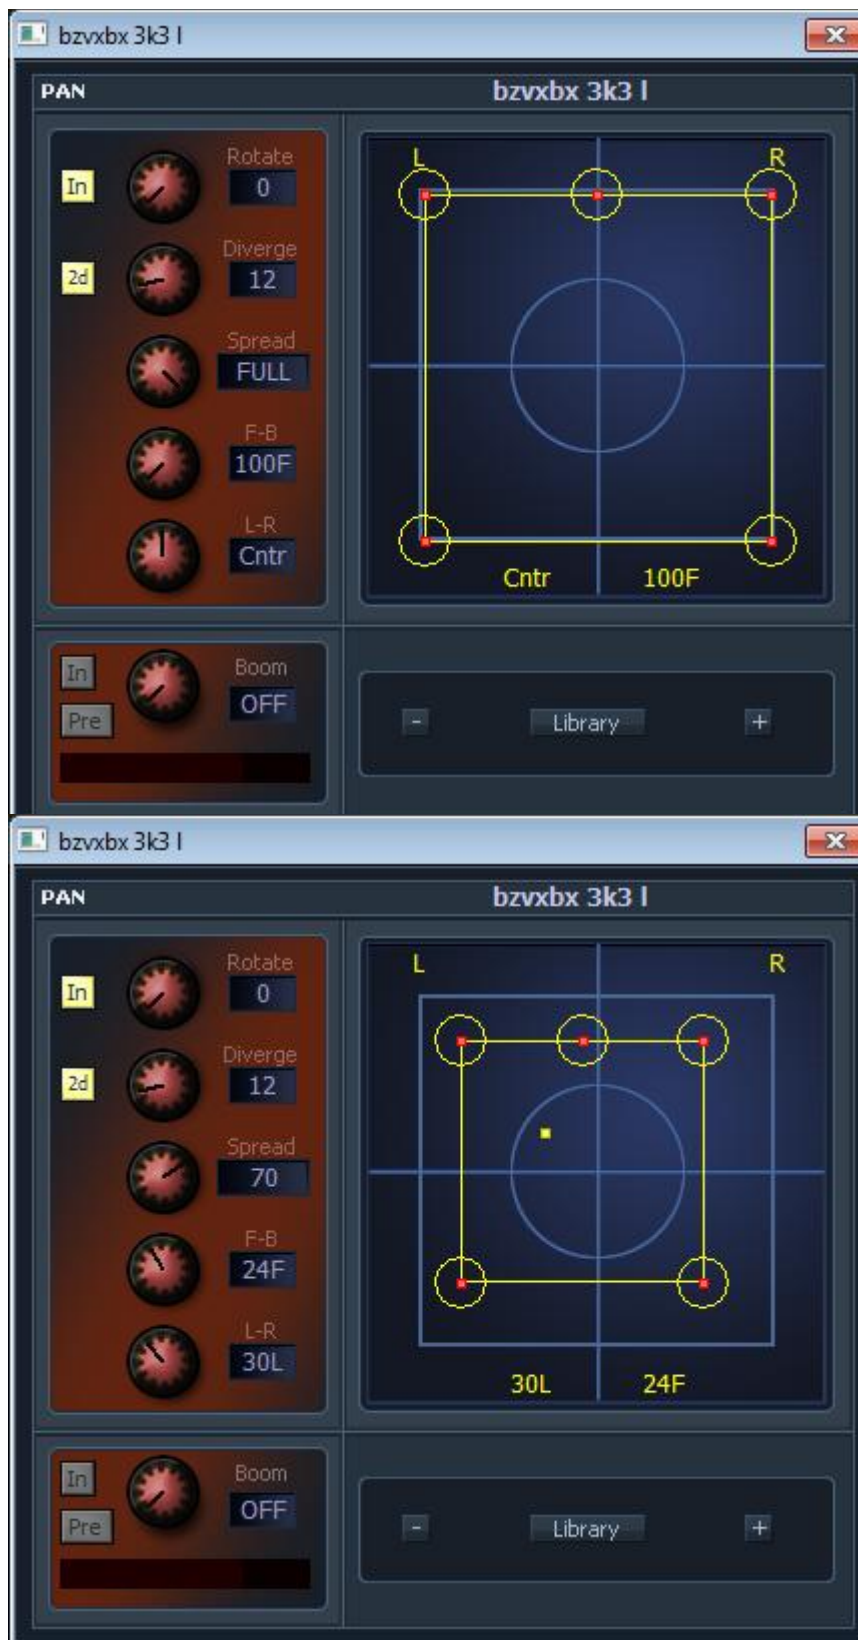 bzvxbx 3k3 l
PAN
bzvxbx 3k3 l
In
Rotate
0
2d
Diverge
12
Spread
FULL
F-B
100F
L-R
Cntr
L R
Cntr 100F
In
Pre
Boom
OFF
- Library +
bzvxbx 3k3 l
PAN
bzvxbx 3k3 l
In
Rotate
0
2d
Diverge
12
Spread
70
F-B
24F
L-R
30L
L R
30L 24F
In
Pre
Boom
OFF
- Library +